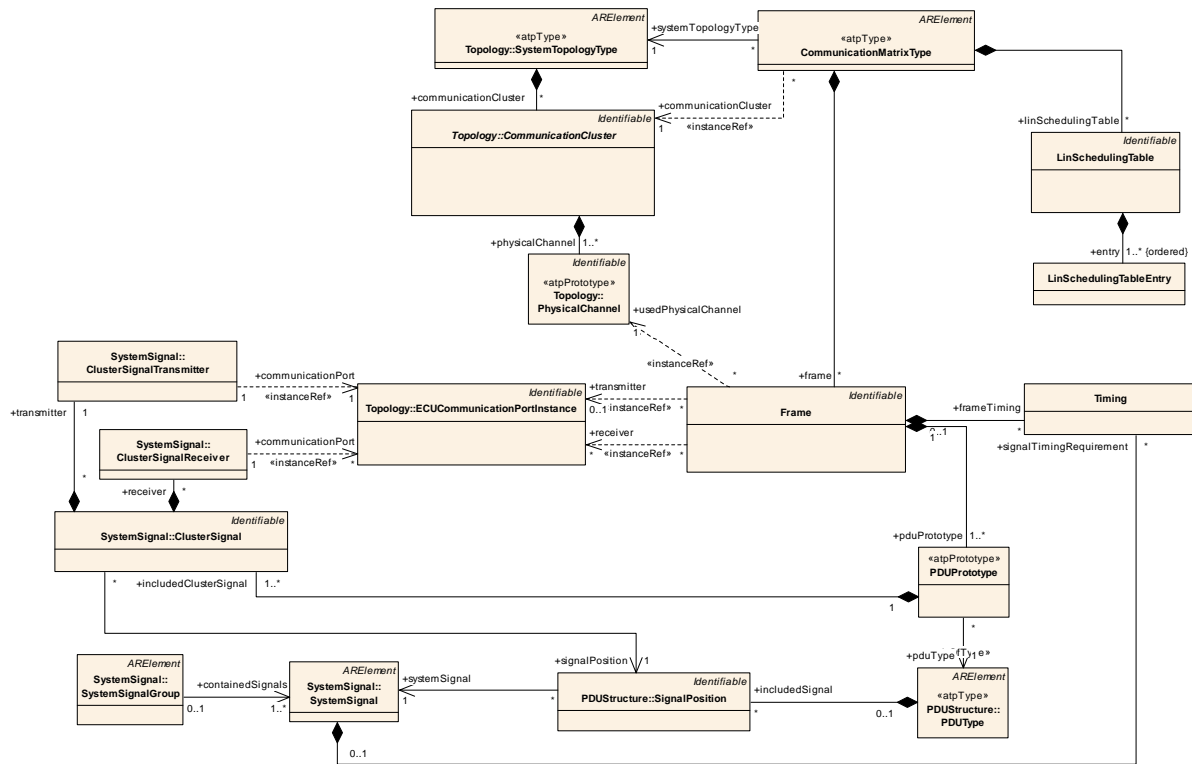 ARElement
«atpType»
Topology::SystemTopologyType
+systemTopologyType
1
*
ARElement
«atpType»
CommunicationMatrixType
*
+communicationCluster
*
+communicationCluster
1
«instanceRef»
Identifiable
Topology::CommunicationCluster
+linSchedulingTable
*
Identifiable
LinSchedulingTable
+physicalChannel
1..*
+entry
1..* {ordered}
Identifiable
«atpPrototype»
Topology::
PhysicalChannel
LinSchedulingTableEntry
+usedPhysicalChannel
1
«instanceRef»
*
+frame
*
SystemSignal::
ClusterSignalTransmitter
+communicationPort
1
«instanceRef»
1
Identifiable
Topology::ECUCommunicationPortInstance
+transmitter
0..1
instanceRef»
*
+receiver
*
«instanceRef»
*
Identifiable
Frame
+frameTiming
0..1
1
*
Timing
+signalTimingRequirement
*
+transmitter
1
*
SystemSignal::
ClusterSignalReceiver
+communicationPort
1
«instanceRef»
*
+receiver
*
Identifiable
SystemSignal::ClusterSignal
*
+includedClusterSignal
1..*
+pduPrototype
1..*
«atpPrototype»
PDUPrototype
1
*
+pduType
1
ARElement
SystemSignal::
SystemSignalGroup
+containedSignals
0..1
1..*
ARElement
SystemSignal::
SystemSignal
+systemSignal
1
*
+signalPosition
1
Identifiable
PDUStructure::SignalPosition
+includedSignal
*
0..1
ARElement
«atpType»
PDUStructure::
PDUType
0..1